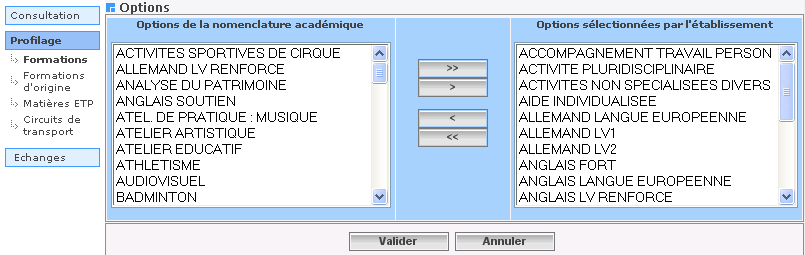 Consultation
Profilage
Formations
Formations
d'origine
Matières ETP
Circuits de
transport
Echanges
Options
Options de la nomenclature académique
ACTIVITES SPORTIVES DE CIRQUE
ALLEMAND LV RENFORCE
ANALYSE DU PATRIMOINE
ANGLAIS SOUTIEN
ATEL. DE PRATIQUE : MUSIQUE
ATELIER ARTISTIQUE
ATELIER EDUCATIF
ATHLETISME
AUDIOVISUEL
BADMINTON
>>
>
<
<<
Options sélectionnées par l'établissement
ACCOMPAGNEMENT TRAVAIL PERSON
ACTIVITE PLURIDISCIPLINAIRE
ACTIVITES NON SPECIALISEES DIVERS
AIDE INDIVIDUALISEE
ALLEMAND LANGUE EUROPEENNE
ALLEMAND LV1
ALLEMAND LV2
ANGLAIS FORT
ANGLAIS LANGUE EUROPEENNE
ANGLAIS LV RENFORCE
Valider
Annuler